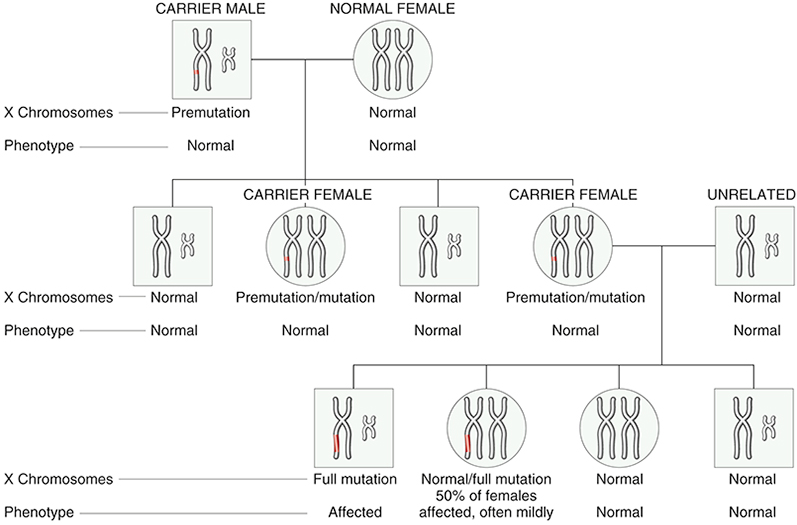 CARRIER MALE NORMAL FEMALE
X Chromosomes Premutation Normal
Phenotype Normal Normal
CARRIER FEMALE CARRIER FEMALE UNRELATED
X Chromosomes Normal Premutation/mutation Normal Premutation/mutation Normal
Phenotype Normal Normal Normal Normal Normal
X Chromosomes Full mutation Normal/full mutation Normal Normal
50% of females
Phenotype Affected affected, often mildly Normal Normal